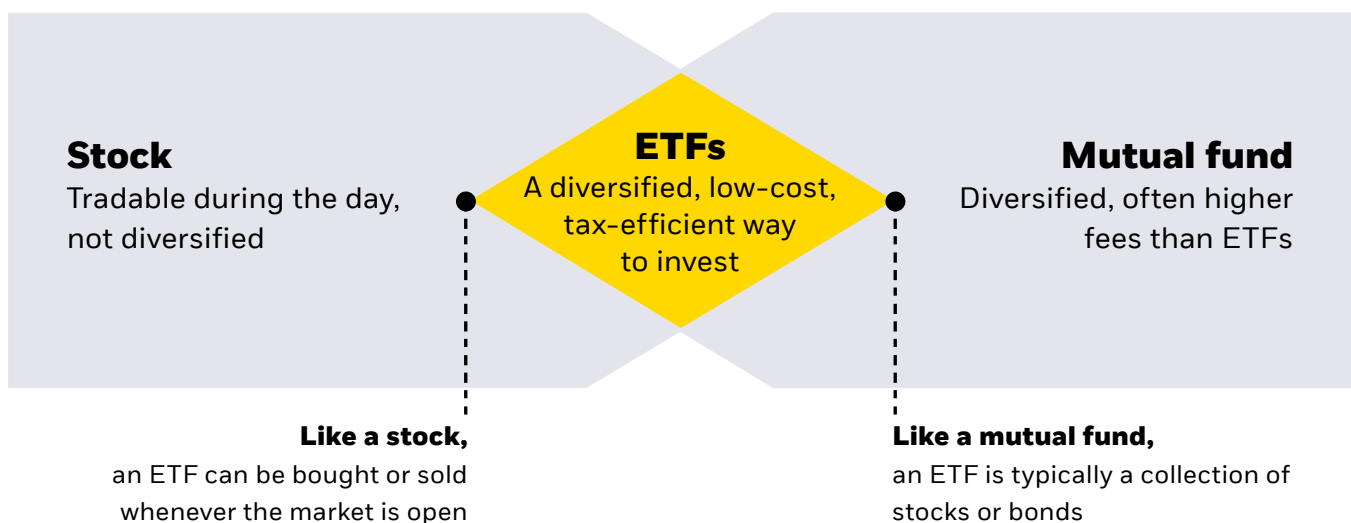 Stock
Tradable during the day,
not diversified
ETFs
A diversified, low-cost,
tax-efficient way
to invest
Mutual fund
Diversified, often higher
fees than ETFs
Like a stock,
an ETF can be bought or sold
whenever the market is open
Like a mutual fund,
an ETF is typically a collection of
stocks or bonds